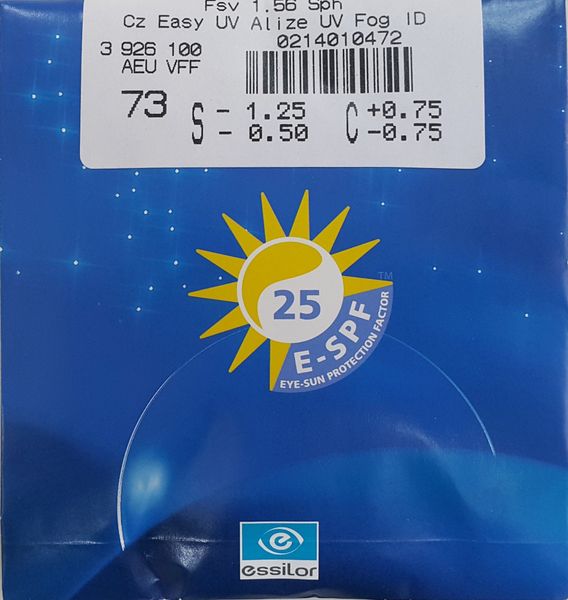 Fsv 1.56 Sph
Cz Easy UV Alize UV Fog ID
3 926 100
0214010472
AEU VFF
73
S - 1.25 C +0.75
- 0.50 -0.75
TM
25
E-SPF
EYE-SUN PROTECTION FACTOR
essilor